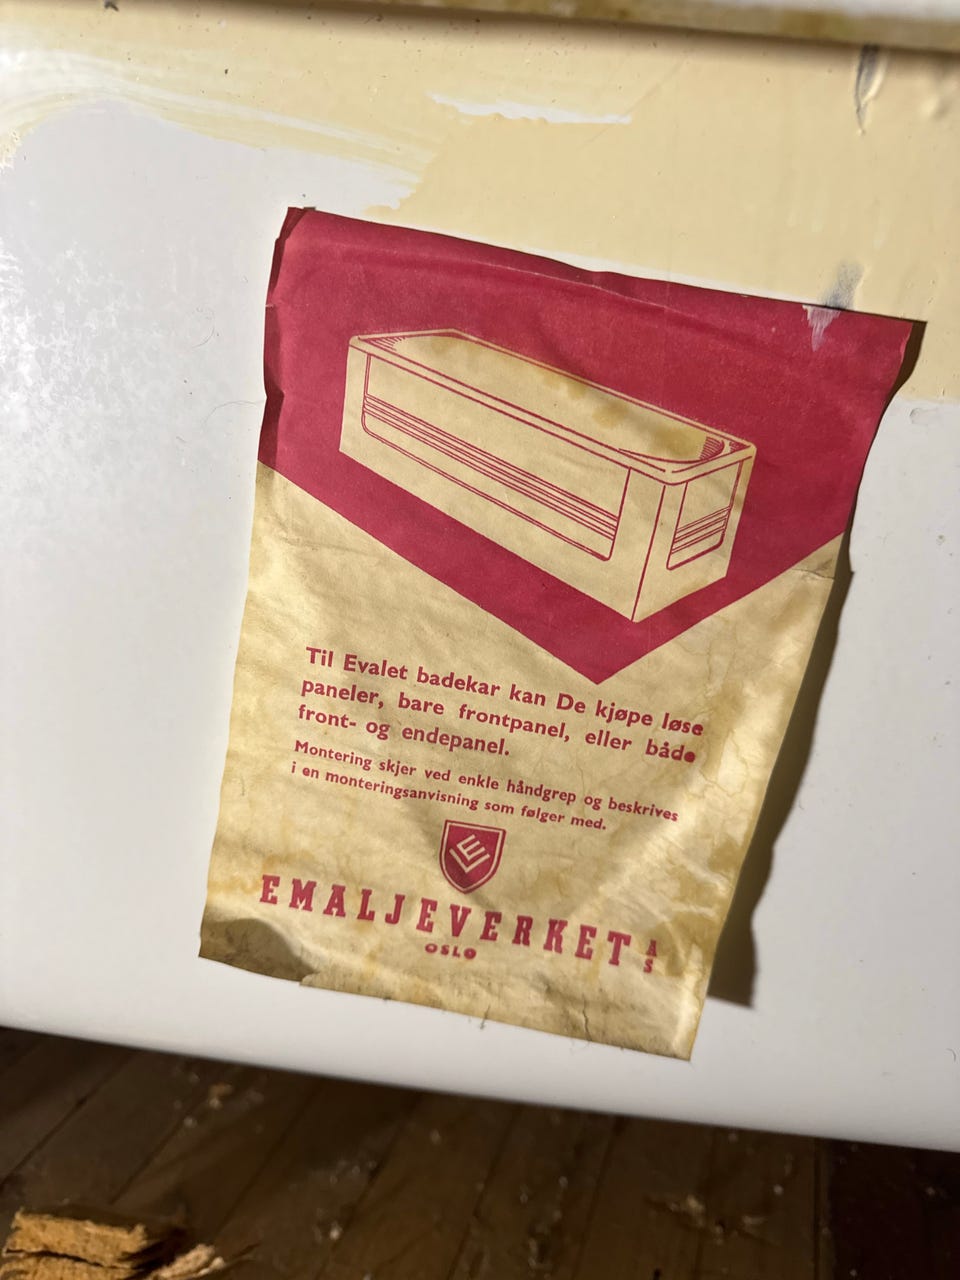 Til Evalet badekar kan De kjøpe løse
paneler, bare frontpanel, eller både
front- og endepanel.
Montering skjer ved enkle håndgrep og beskrives
i en monteringsanvisning som følger med.
EMALJEVERKET A/S
OSLO